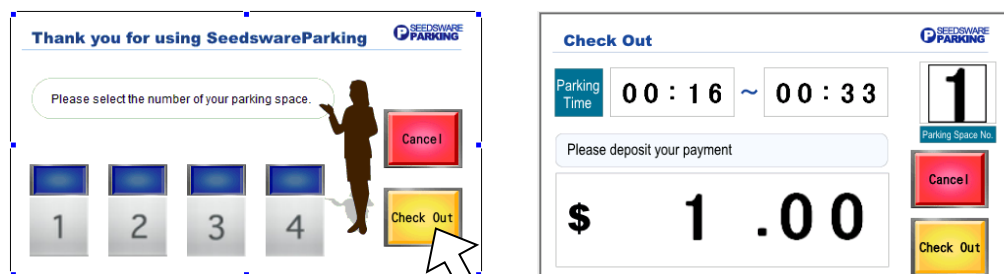 Thank you for using SeedswareParking
SEEDSWARE
P PARKING
Please select the number of your parking space.
Cancel
1 2 3 4
Check Out
Check Out
SEEDSWARE
P PARKING
Parking
Time
00:16 ~ 00:33
1
Parking Space No.
Please deposit your payment
Cancel
$ 1.00
Check Out